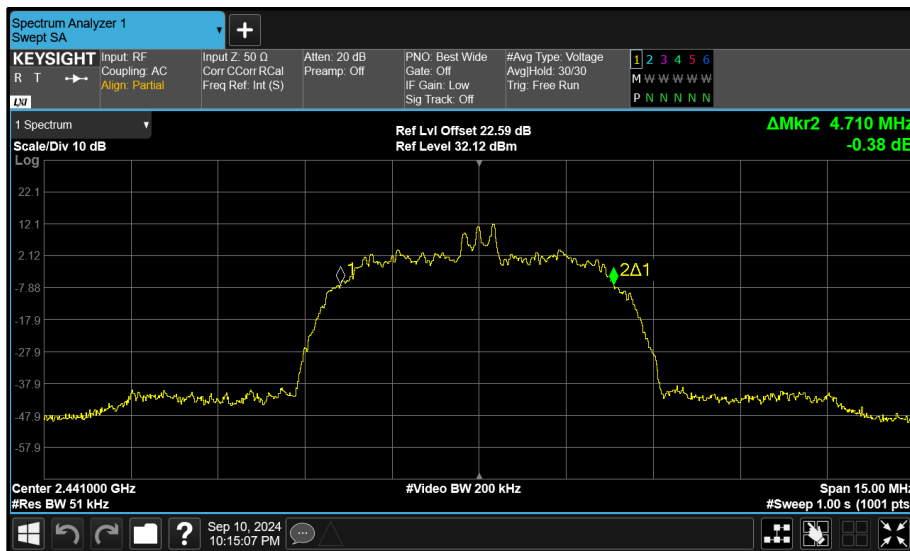 Spectrum Analyzer 1
Swept SA
+
KEYSIGHT
R T
LXI
Input: RF
Coupling: AC
Align: Partial
Input Z: 50 Ω
Corr CCorr RCal
Freq Ref: Int (S)
Atten: 20 dB
Preamp: Off
PNO: Best Wide
Gate: Off
IF Gain: Low
Sig Track: Off
#Avg Type: Voltage
Avg|Hold: 30/30
Trig: Free Run
1 2 3 4 5 6
M W W W W W
P N N N N N
1 Spectrum
Scale/Div 10 dB
Log
Ref Lvl Offset 22.59 dB
Ref Level 32.12 dBm
ΔMkr2 4.710 MHz
-0.38 dB
22.1
12.1
2.12
-7.88
-17.9
-27.9
-37.9
-47.9
-57.9
1
2Δ1
Center 2.441000 GHz
#Res BW 51 kHz
#Video BW 200 kHz
Span 15.00 MHz
#Sweep 1.00 s (1001 pts
?
Sep 10, 2024
10:15:07 PM